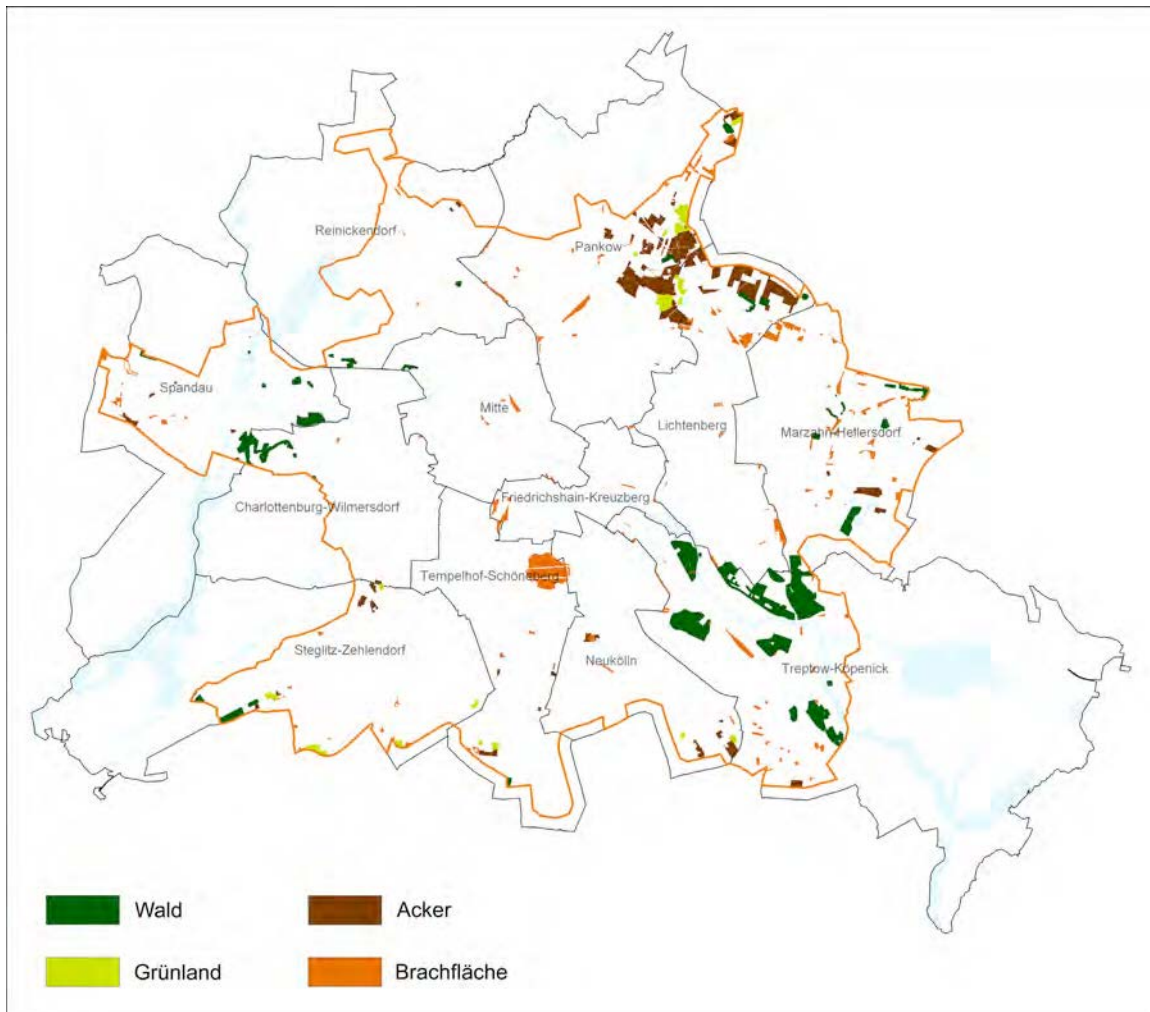 Reinickendorf
Pankow
Spandau
Mitte
Lichtenberg
Marzahn-Hellersdorf
Friedrichshain-Kreuzberg
Charlottenburg-Wilmersdorf
Tempelhof-Schöneberg
Steglitz-Zehlendorf
Neukölln
Treptow-Köpenick
Wald
Acker
Grünland
Brachfläche